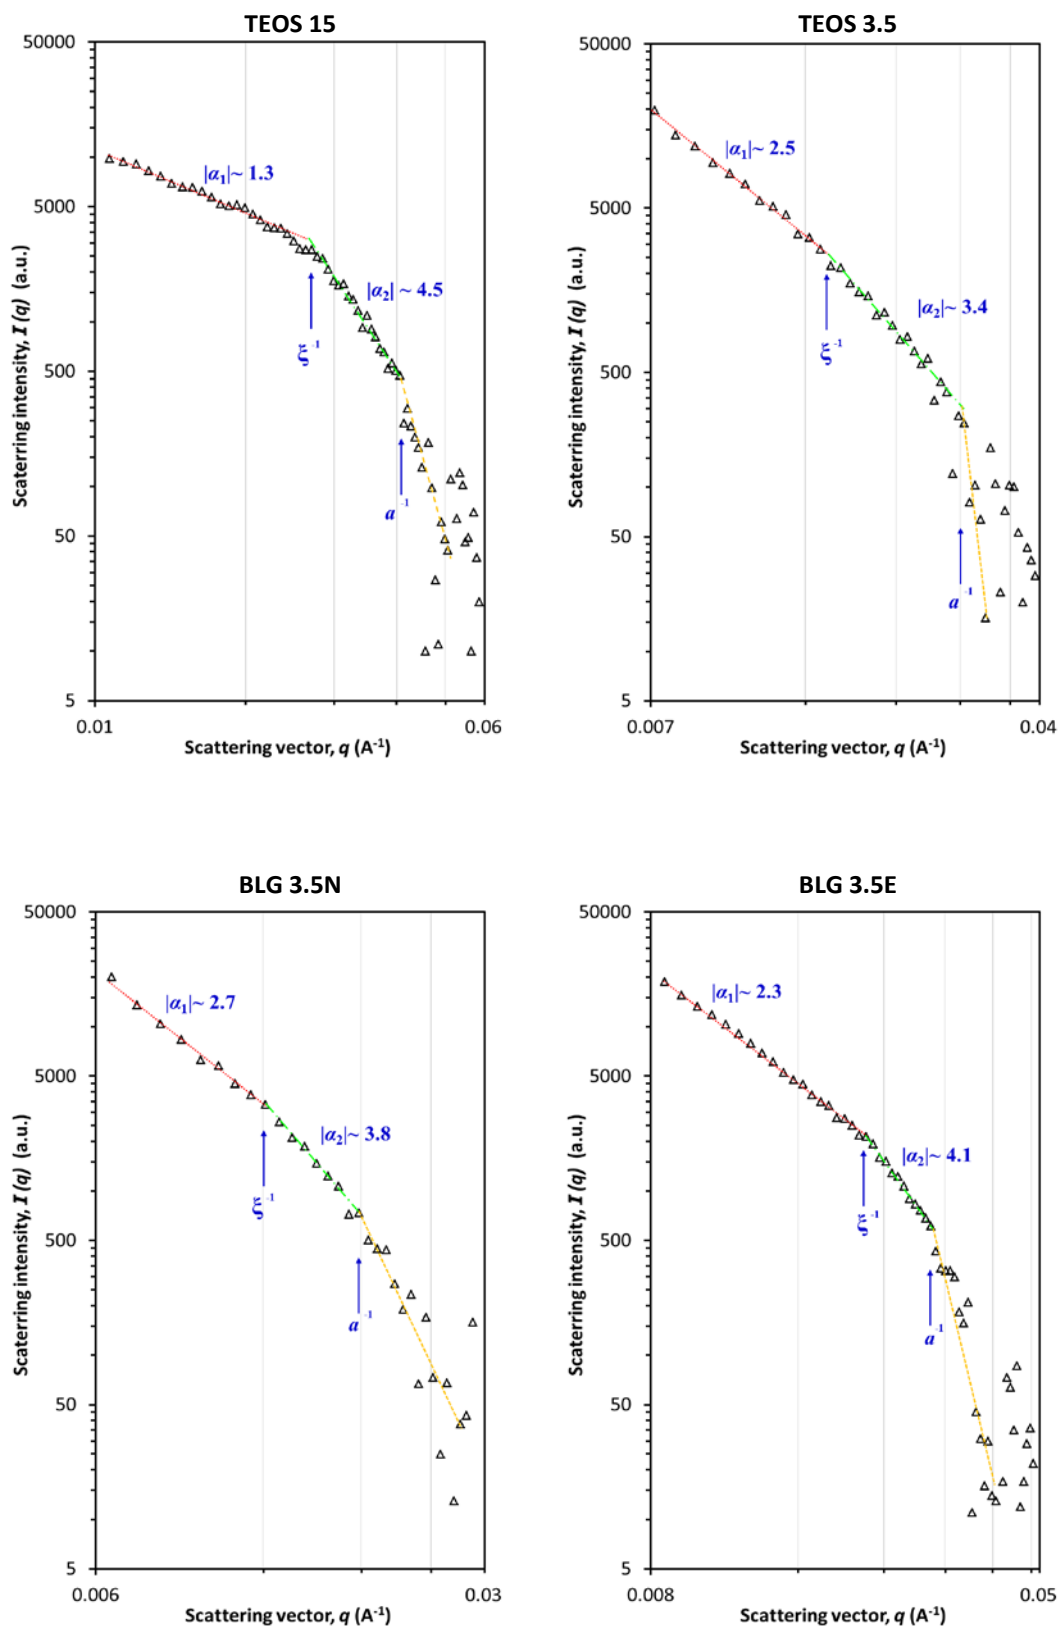 TEOS 15
50000
5000
500
50
5
0.01
0.06
Scaterring intensity, I (q) (a.u.)
Scattering vector, q (A⁻¹)
|α₁|~ 1.3
|α₂| ~ 4.5
ξ⁻¹
a⁻¹
TEOS 3.5
50000
5000
500
50
5
0.007
0.04
Scaterring intensity, I (q) (a.u.)
Scattering vector, q (A⁻¹)
|α₁|~ 2.5
|α₂|~ 3.4
ξ⁻¹
a⁻¹
BLG 3.5N
50000
5000
500
50
5
0.006
0.03
Scaterring intensity, I (q) (a.u.)
Scattering vector, q (A⁻¹)
|α₁|~ 2.7
|α₂|~ 3.8
ξ⁻¹
a⁻¹
BLG 3.5E
50000
5000
500
50
5
0.008
0.05
Scaterring intensity, I (q) (a.u.)
Scattering vector, q (A⁻¹)
|α₁|~ 2.3
|α₂|~ 4.1
ξ⁻¹
a⁻¹